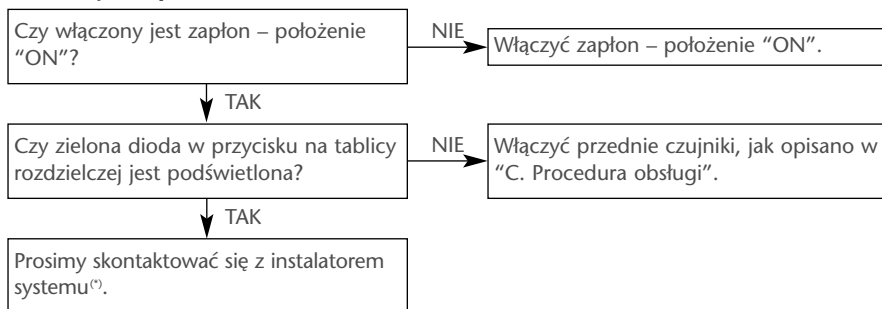 Czy włączony jest zapłon – położenie
“ON”?
NIE
Włączyć zapłon – położenie “ON”.
TAK
Czy zielona dioda w przycisku na tablicy
rozdzielczej jest podświetlona?
NIE
Włączyć przednie czujniki, jak opisano w
“C. Procedura obsługi”.
TAK
Prosimy skontaktować się z instalatorem
systemu(*).